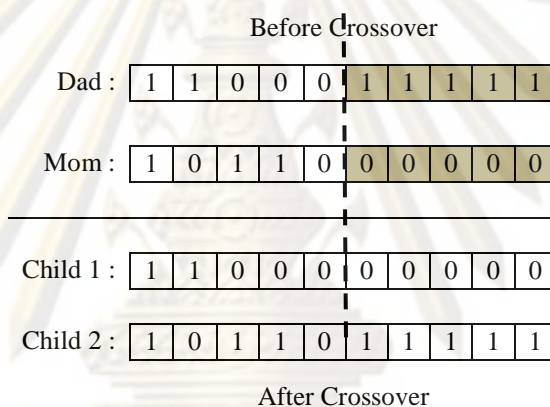 Before Crossover
Dad : 1 1 0 0 0 1 1 1 1 1
Mom : 1 0 1 1 0 0 0 0 0 0
Child 1 : 1 1 0 0 0 0 0 0 0 0
Child 2 : 1 0 1 1 0 1 1 1 1 1
After Crossover